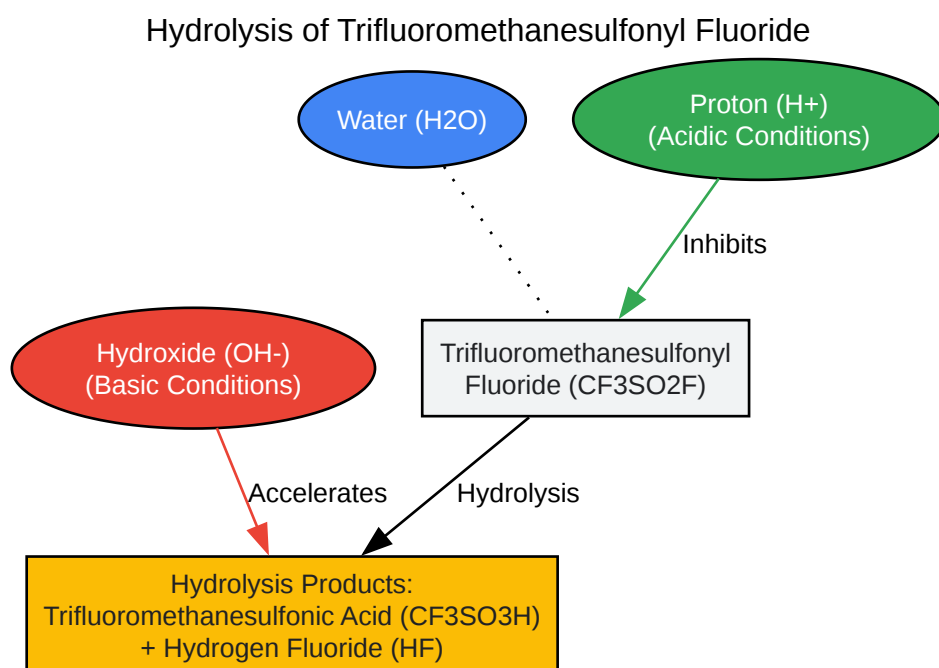 Hydrolysis of Trifluoromethanesulfonyl Fluoride
Water (H2O)
Proton (H+)
(Acidic Conditions)
Inhibits
Hydroxide (OH-)
(Basic Conditions)
Trifluoromethanesulfonyl
Fluoride (CF3SO2F)
Accelerates
Hydrolysis
Hydrolysis Products:
Trifluoromethanesulfonic Acid (CF3SO3H)
+ Hydrogen Fluoride (HF)